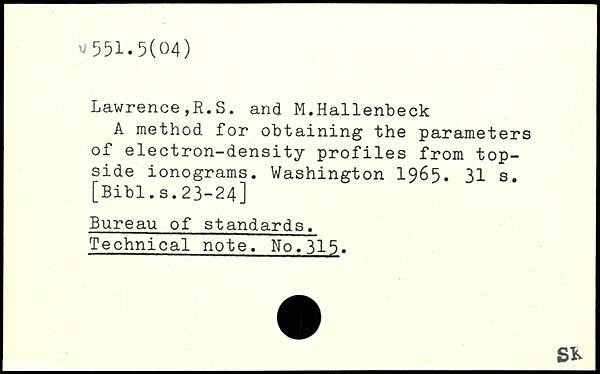 v551.5(04)
Lawrence,R.S. and M.Hallenbeck
A method for obtaining the parameters
of electron-density profiles from top-
side ionograms. Washington 1965. 31 s.
[Bibl.s.23-24]
Bureau of standards.
Technical note. No.315.
SK